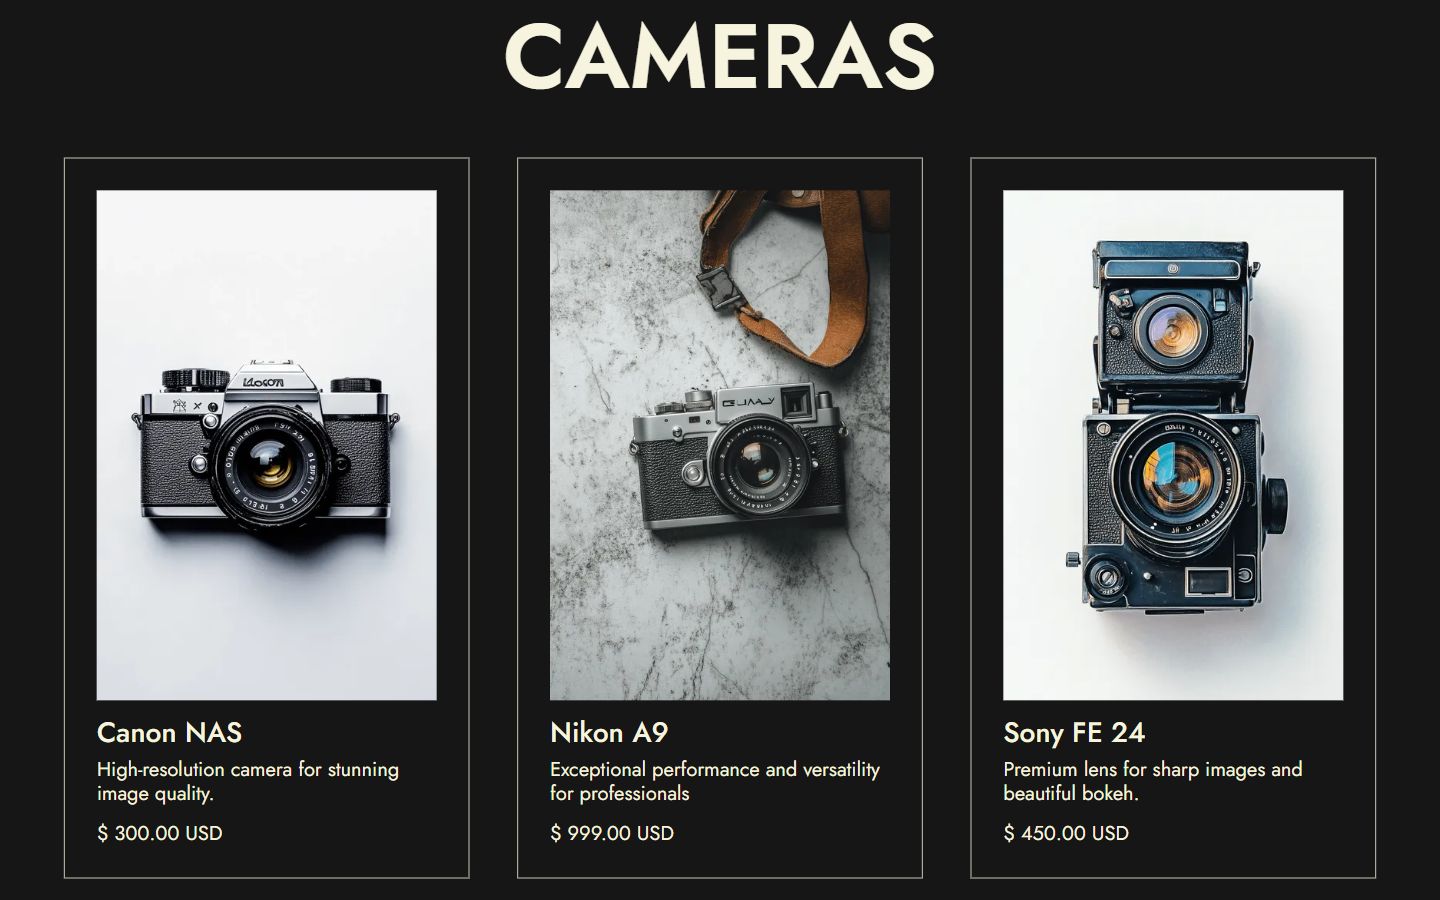 CAMERAS
Canon NAS
High-resolution camera for stunning
image quality.
$ 300.00 USD
Nikon A9
Exceptional performance and versatility
for professionals
$ 999.00 USD
Sony FE 24
Premium lens for sharp images and
beautiful bokeh.
$ 450.00 USD